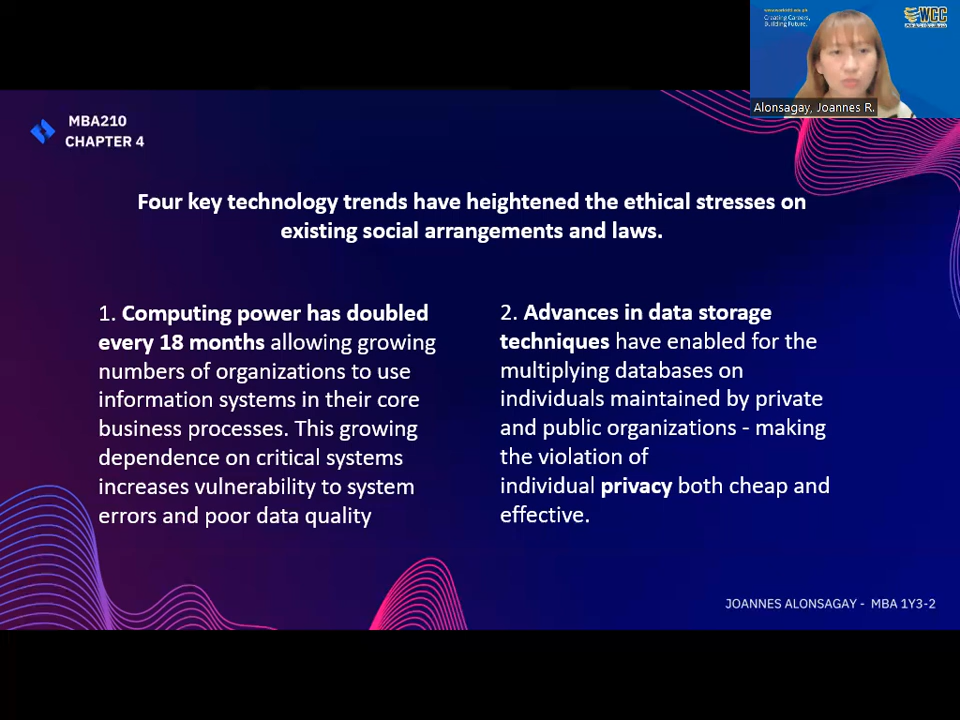 Creating Careers,
Building Future.
WCC
Alonsagay, Joannes R.
MBA210
CHAPTER 4
Four key technology trends have heightened the ethical stresses on
existing social arrangements and laws.
1. Computing power has doubled
every 18 months allowing growing
numbers of organizations to use
information systems in their core
business processes. This growing
dependence on critical systems
increases vulnerability to system
errors and poor data quality
2. Advances in data storage
techniques have enabled for the
multiplying databases on
individuals maintained by private
and public organizations - making
the violation of
individual privacy both cheap and
effective.
JOANNES ALONSAGAY - MBA 1Y3-2